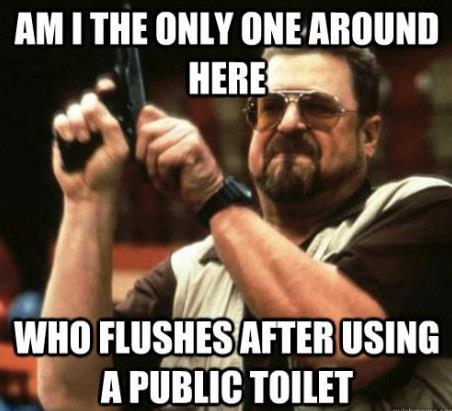 AM I THE ONLY ONE AROUND
HERE
WHO FLUSHES AFTER USING
A PUBLIC TOILET